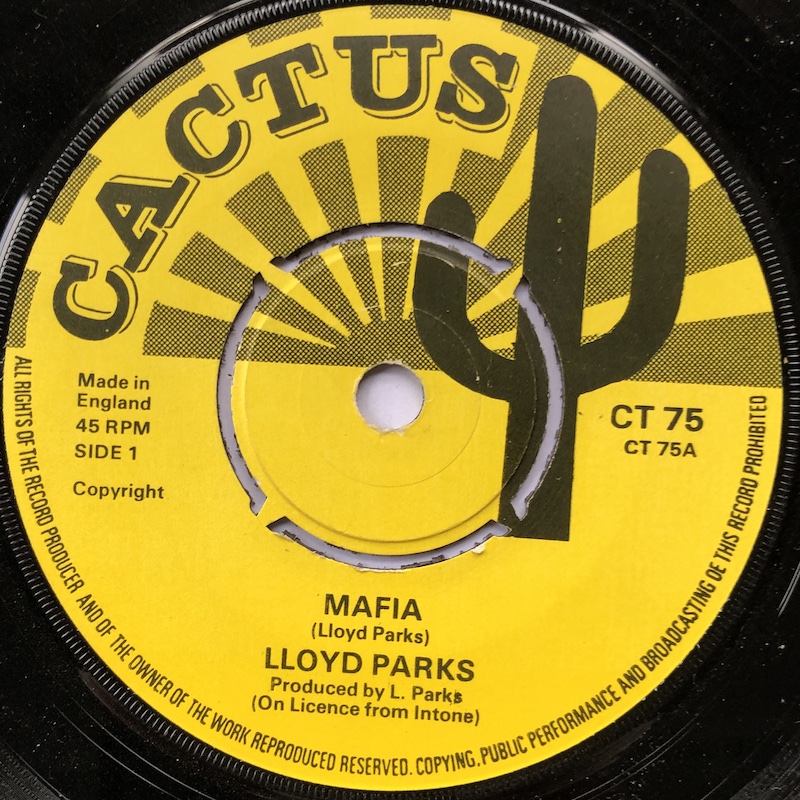 CACTUS
Made in
England
45 RPM
SIDE 1
Copyright
CT 75
CT 75A
MAFIA
(Lloyd Parks)
LLOYD PARKS
Produced by L. Parks
(On Licence from Intone)
ALL RIGHTS OF THE RECORD PRODUCER AND OF THE OWNER OF THE WORK REPRODUCED RESERVED. COPYING, PUBLIC PERFORMANCE AND BROADCASTING OE THIS RECORD PROHIBITED